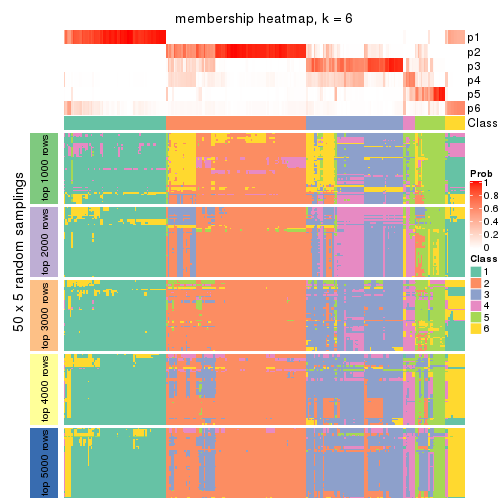 membership heatmap, k = 6
p1
p2
p3
p4
p5
p6
Class
50 x 5 random samplings
top 1000 rows
top 2000 rows
top 3000 rows
top 4000 rows
top 5000 rows
Prob
1
0.8
0.6
0.4
0.2
0
Class
1
2
3
4
5
6